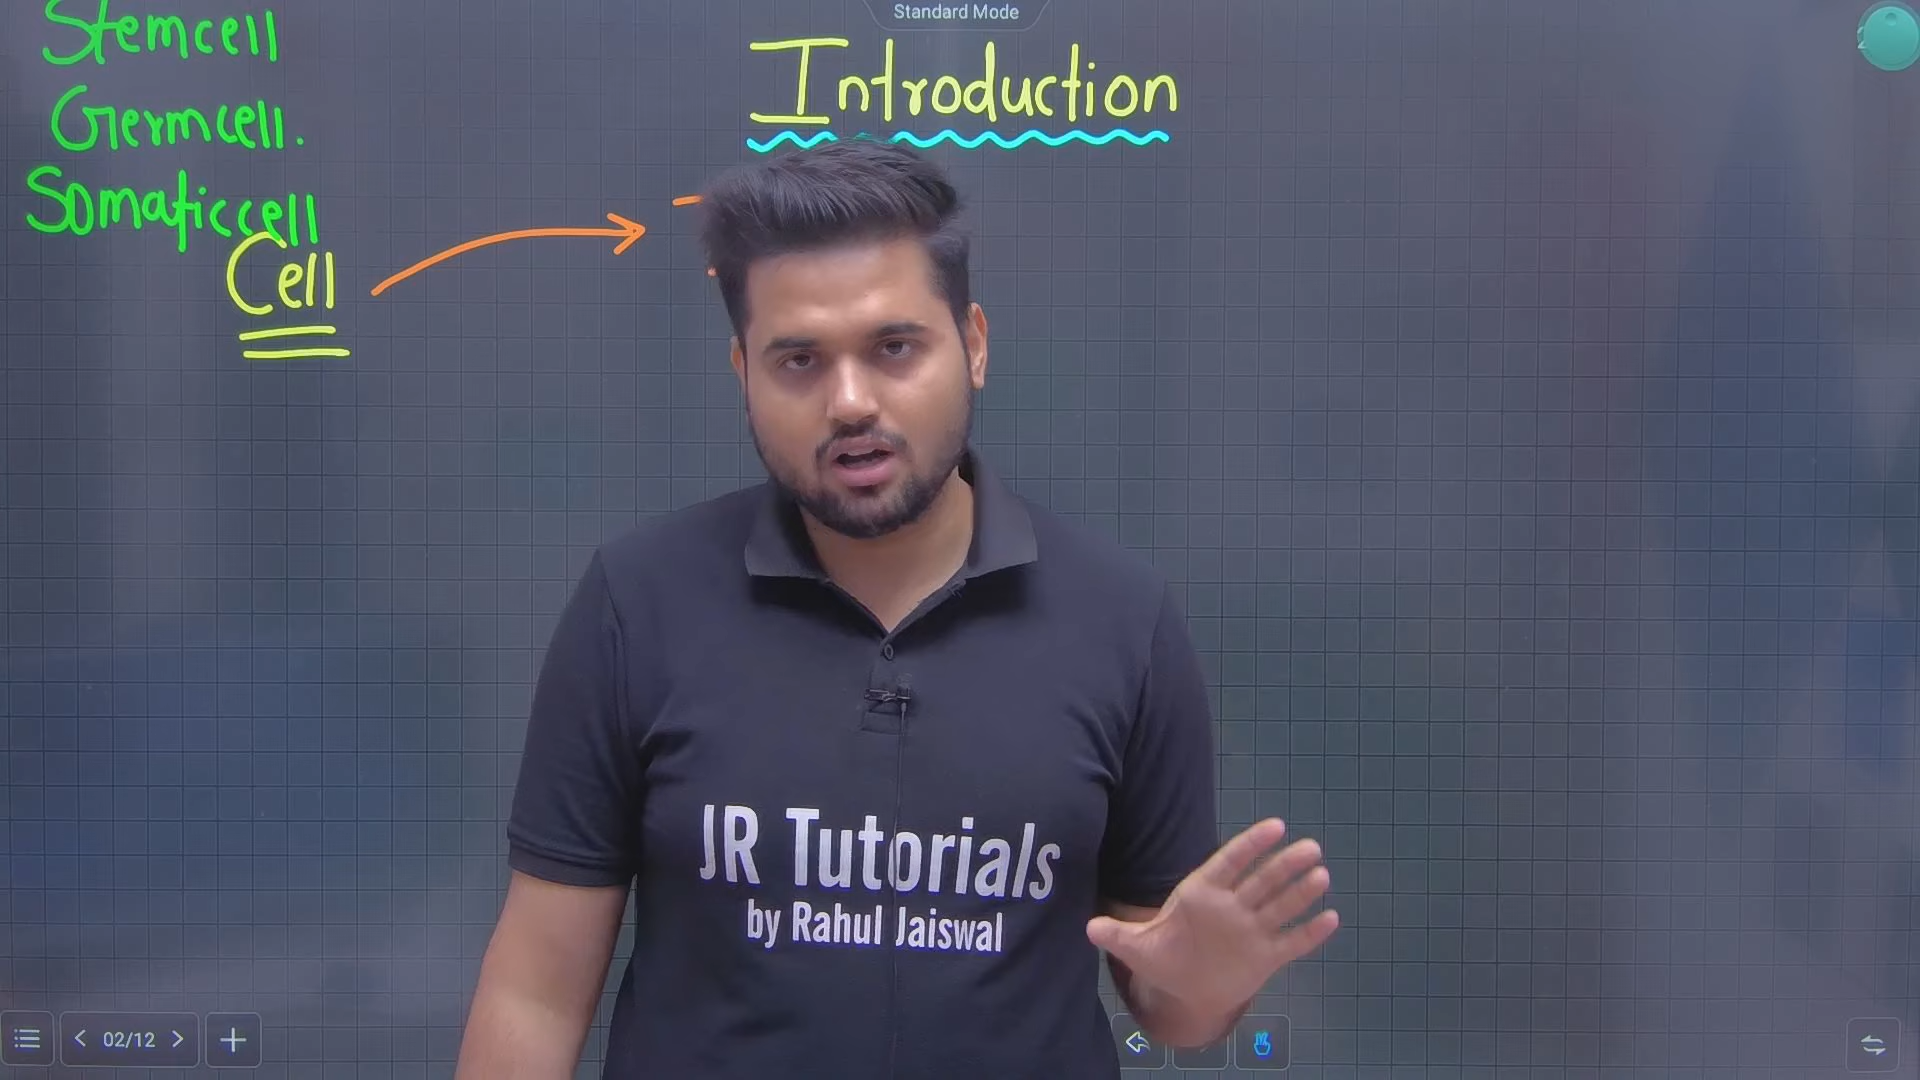 Standard Mode
Introduction
Stemcell
Germcell.
Somaticcell
Cell
JR Tutorials
by Rahul Jaiswal
02/12